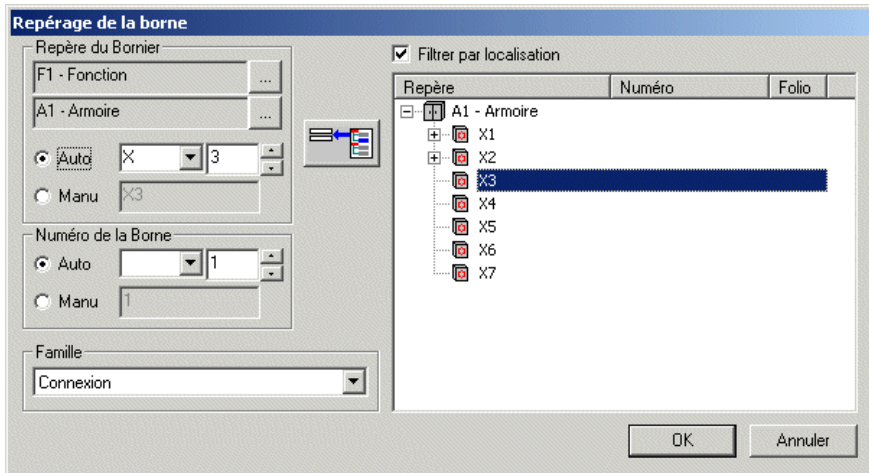 Repérage de la borne
Repère du Bornier
F1 - Fonction
...
A1 - Armoire
...
Auto
X
3
Manu
X3
Numéro de la Borne
Auto
1
Manu
1
Famille
Connexion
Filtrer par localisation
Repère Numéro Folio
A1 - Armoire
X1
X2
X3
X4
X5
X6
X7
OK
Annuler